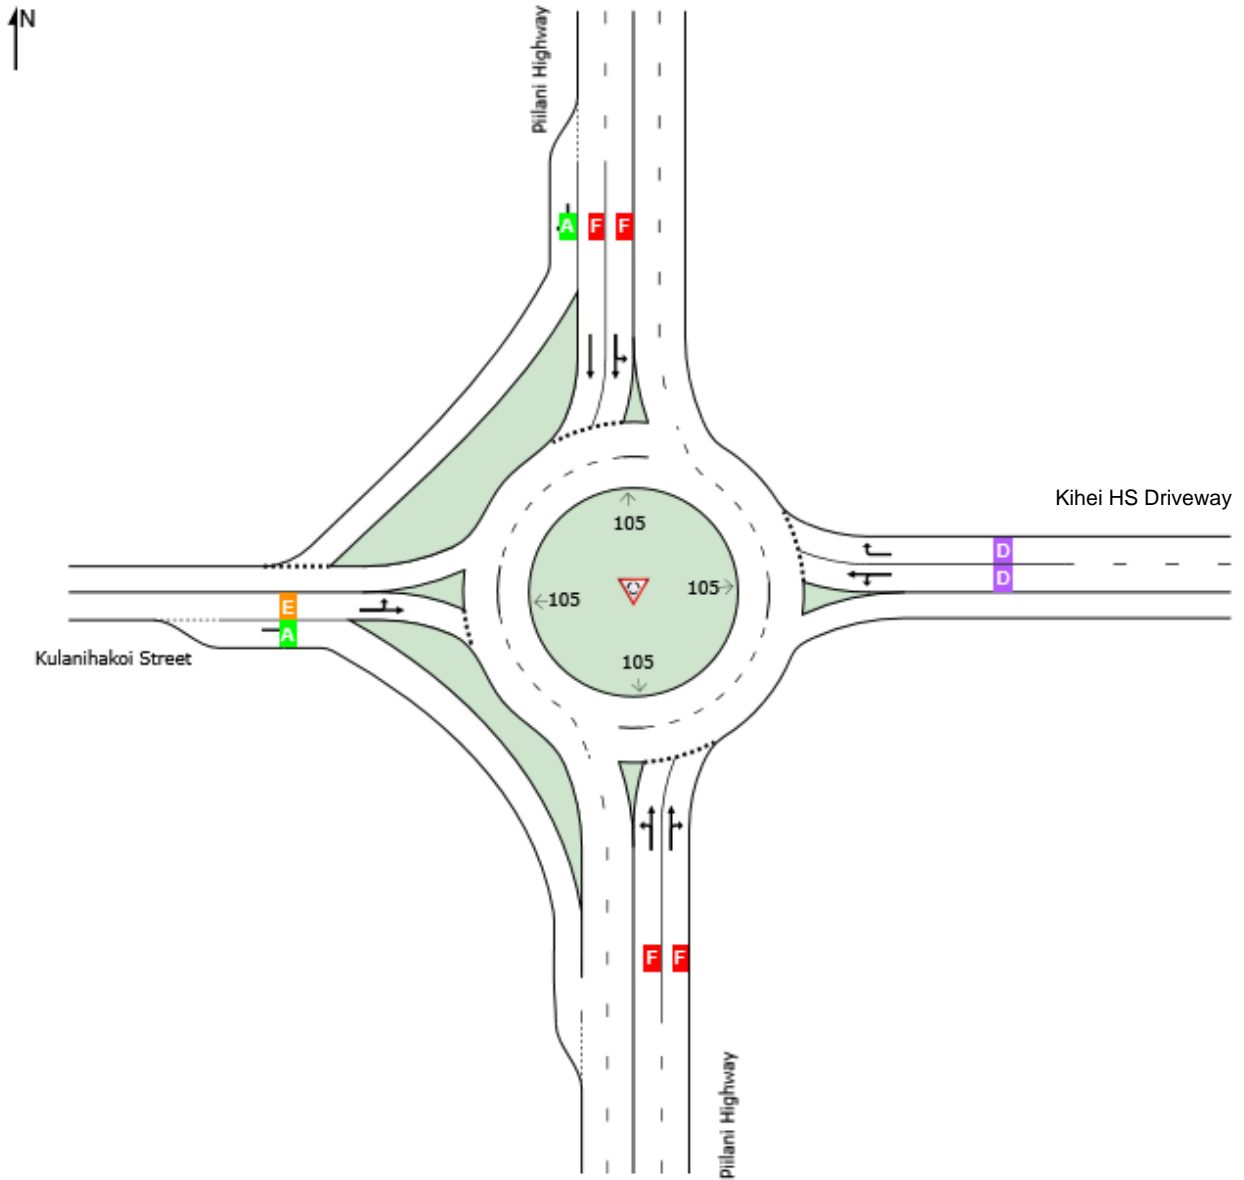 N
Piilani Highway
A F F
105
Kihei HS Driveway
D
D
105
105
E
A
105
Kulanihakoi Street
F F
Piilani Highway